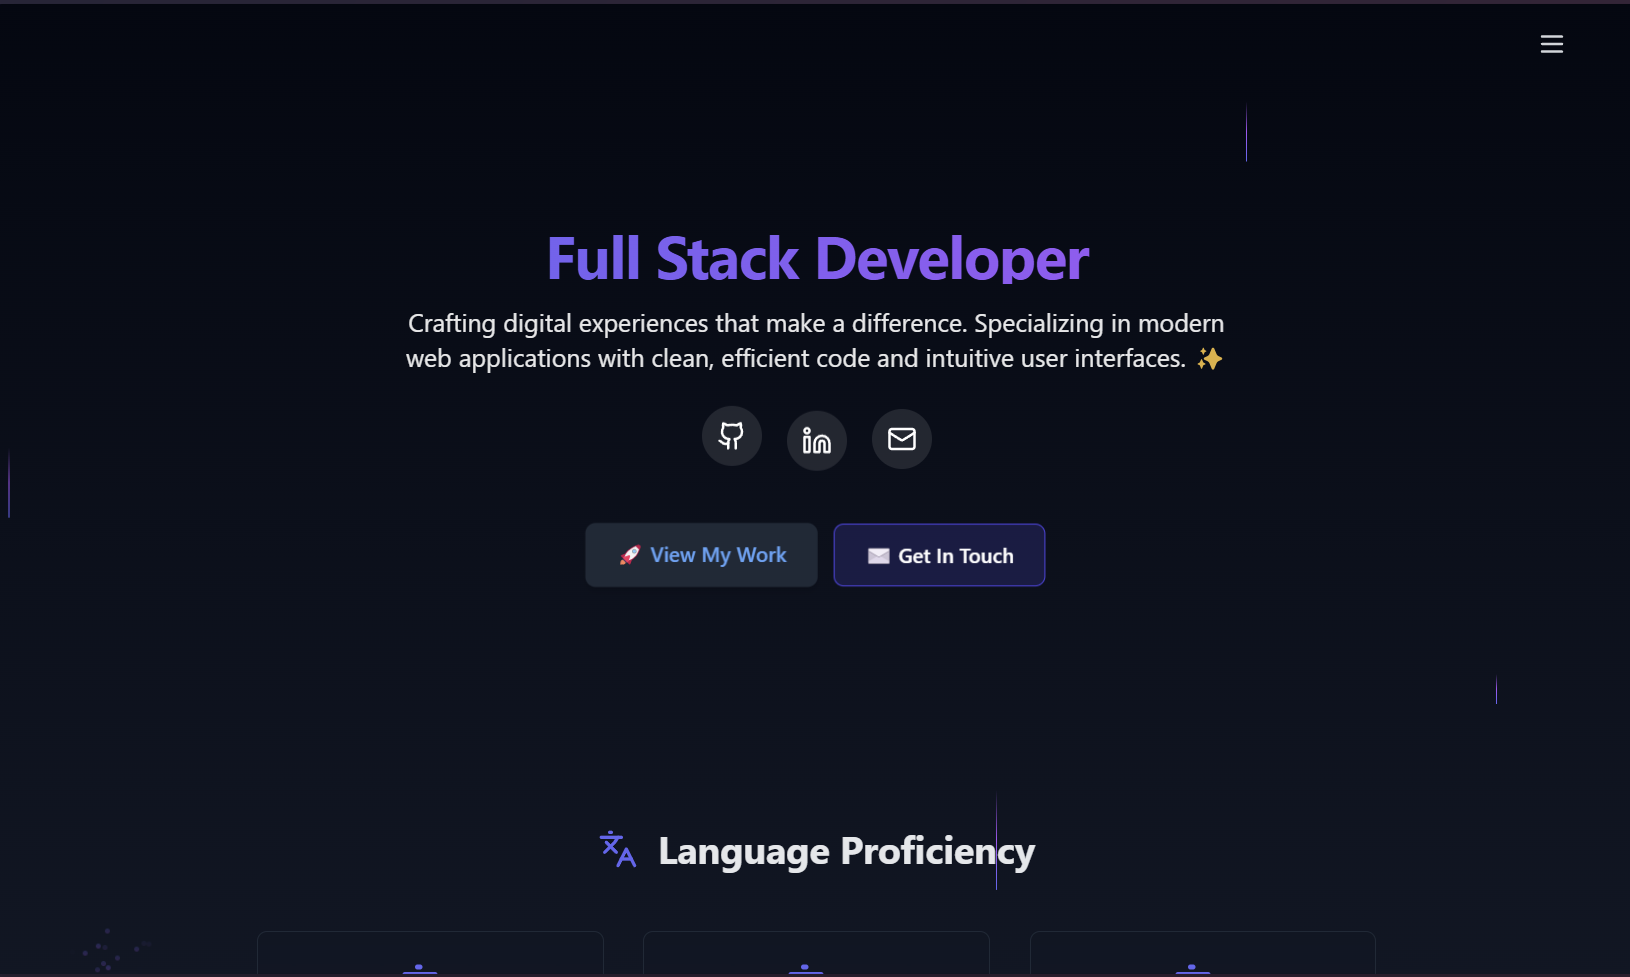 Full Stack Developer
Crafting digital experiences that make a difference. Specializing in modern
web applications with clean, efficient code and intuitive user interfaces. ✨
🚀 View My Work
✉️ Get In Touch
Language Proficiency